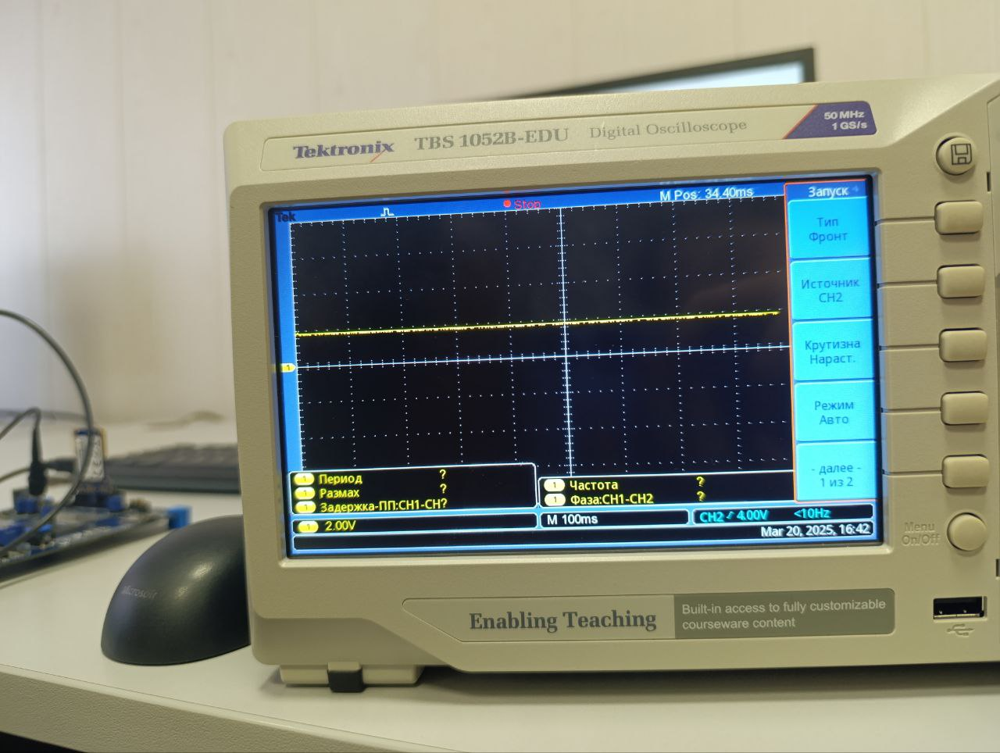 Tektronix TBS 1052B-EDU Digital Oscilloscope
50 MHz
1 GS/s
Tek
Stop
M Pos: 34.40ms
Запуск
Тип
Фронт
Источник
CH2
Крутизна
Нараст.
Режим
Авто
- далее -
1 из 2
1
1 Период ?
1 Размах ?
1 Задержка-ПП:CH1-CH?
1 Частота ?
1 Фаза:CH1-CH2 ?
1 2.00V
M 100ms
CH2 4.00V <10Hz
Mar 20, 2025, 16:42
Menu
On/Off
Microsoft
Enabling Teaching
Built-in access to fully customizable
courseware content